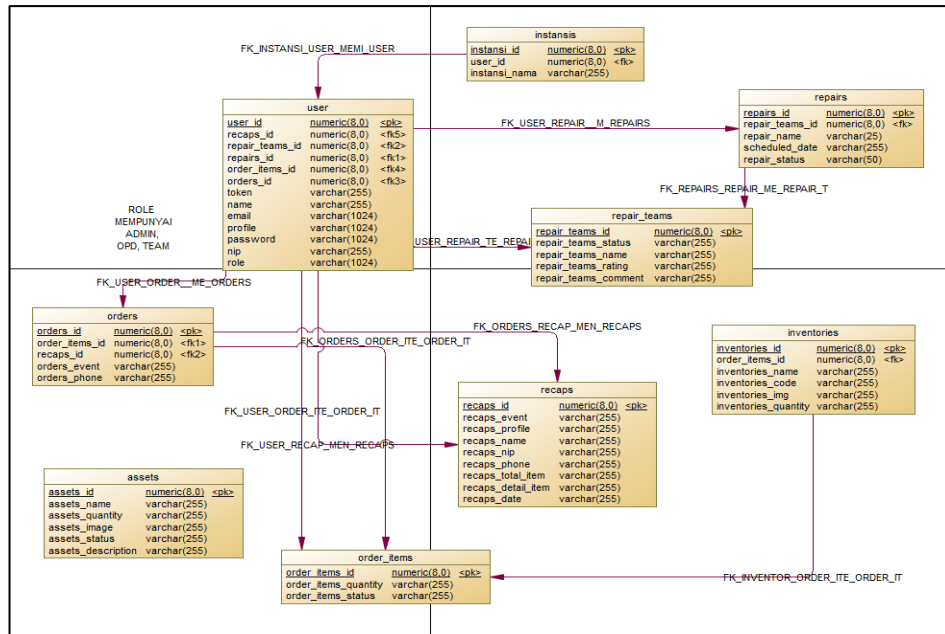 instansis
instansi_id numeric(8,0) <pk>
user_id numeric(8,0) <fk>
instansi_nama varchar(255)
FK_INSTANSI_USER_MEMI_USER
user
user_id numeric(8,0) <pk>
recaps_id numeric(8,0) <fk5>
repair_teams_id numeric(8,0) <fk2>
repairs_id numeric(8,0) <fk1>
order_items_id numeric(8,0) <fk4>
orders_id numeric(8,0) <fk3>
token varchar(255)
name varchar(255)
email varchar(1024)
profile varchar(1024)
password varchar(1024)
nip varchar(255)
role varchar(1024)
FK_USER_REPAIR__M_REPAIRS
repairs
repairs_id numeric(8,0) <pk>
repair_teams_id numeric(8,0) <fk>
repair_name varchar(25)
scheduled_date varchar(255)
repair_status varchar(50)
FK_REPAIRS_REPAIR_ME_REPAIR_T
ROLE
MEMPUNYAI
ADMIN,
OPD, TEAM
USER_REPAIR_TE_REPAI
repair_teams
repair_teams_id numeric(8,0) <pk>
repair_teams_status varchar(255)
repair_teams_name varchar(255)
repair_teams_rating varchar(255)
repair_teams_comment varchar(255)
FK_USER_ORDER__ME_ORDERS
orders
orders_id numeric(8,0) <pk>
order_items_id numeric(8,0) <fk1>
recaps_id numeric(8,0) <fk2>
orders_event varchar(255)
orders_phone varchar(255)
FK_ORDERS_RECAP_MEN_RECAPS
FK_ORDERS_ORDER_ITE_ORDER_IT
inventories
inventories_id numeric(8,0) <pk>
order_items_id numeric(8,0) <fk>
inventories_name varchar(255)
inventories_code varchar(255)
inventories_img varchar(255)
inventories_quantity varchar(255)
recaps
recaps_id numeric(8,0) <pk>
recaps_event varchar(255)
recaps_profile varchar(255)
recaps_name varchar(255)
recaps_nip varchar(255)
recaps_phone varchar(255)
recaps_total_item varchar(255)
recaps_detail_item varchar(255)
recaps_date varchar(255)
FK_USER_ORDER_ITE_ORDER_IT
FK_USER_RECAP_MEN_RECAPS
assets
assets_id numeric(8,0) <pk>
assets_name varchar(255)
assets_quantity varchar(255)
assets_image varchar(255)
assets_status varchar(255)
assets_description varchar(255)
order_items
order_items_id numeric(8,0) <pk>
order_items_quantity varchar(255)
order_items_status varchar(255)
FK_INVENTOR_ORDER_ITE_ORDER_IT